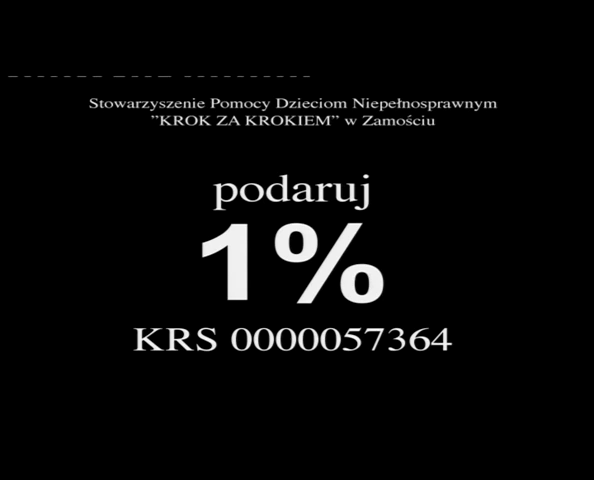 Stowarzyszenie Pomocy Dzieciom Niepełnosprawnym
”KROK ZA KROKIEM” w Zamościu
podaruj
1%
KRS 0000057364